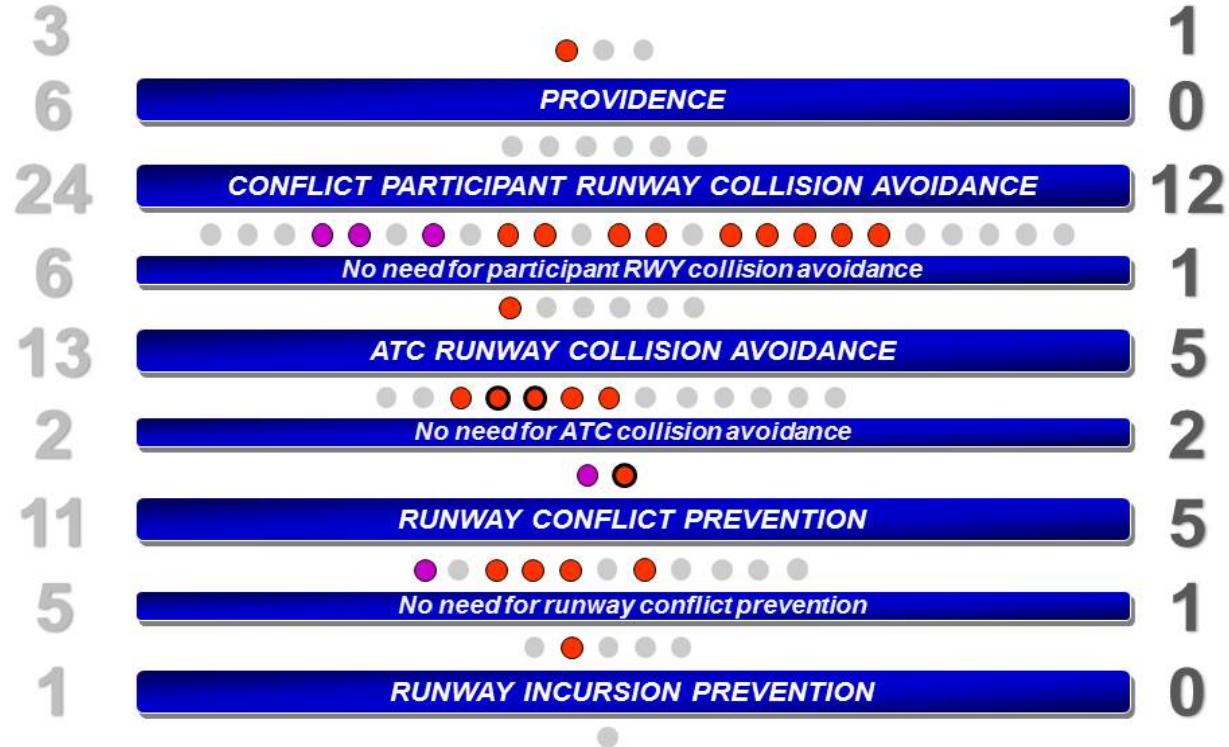 3 1
6 PROVIDENCE 0
24 CONFLICT PARTICIPANT RUNWAY COLLISION AVOIDANCE 12
6 No need for participant RWY collision avoidance 1
13 ATC RUNWAY COLLISION AVOIDANCE 5
2 No need for ATC collision avoidance 2
11 RUNWAY CONFLICT PREVENTION 5
5 No need for runway conflict prevention 1
1 RUNWAY INCURSION PREVENTION 0